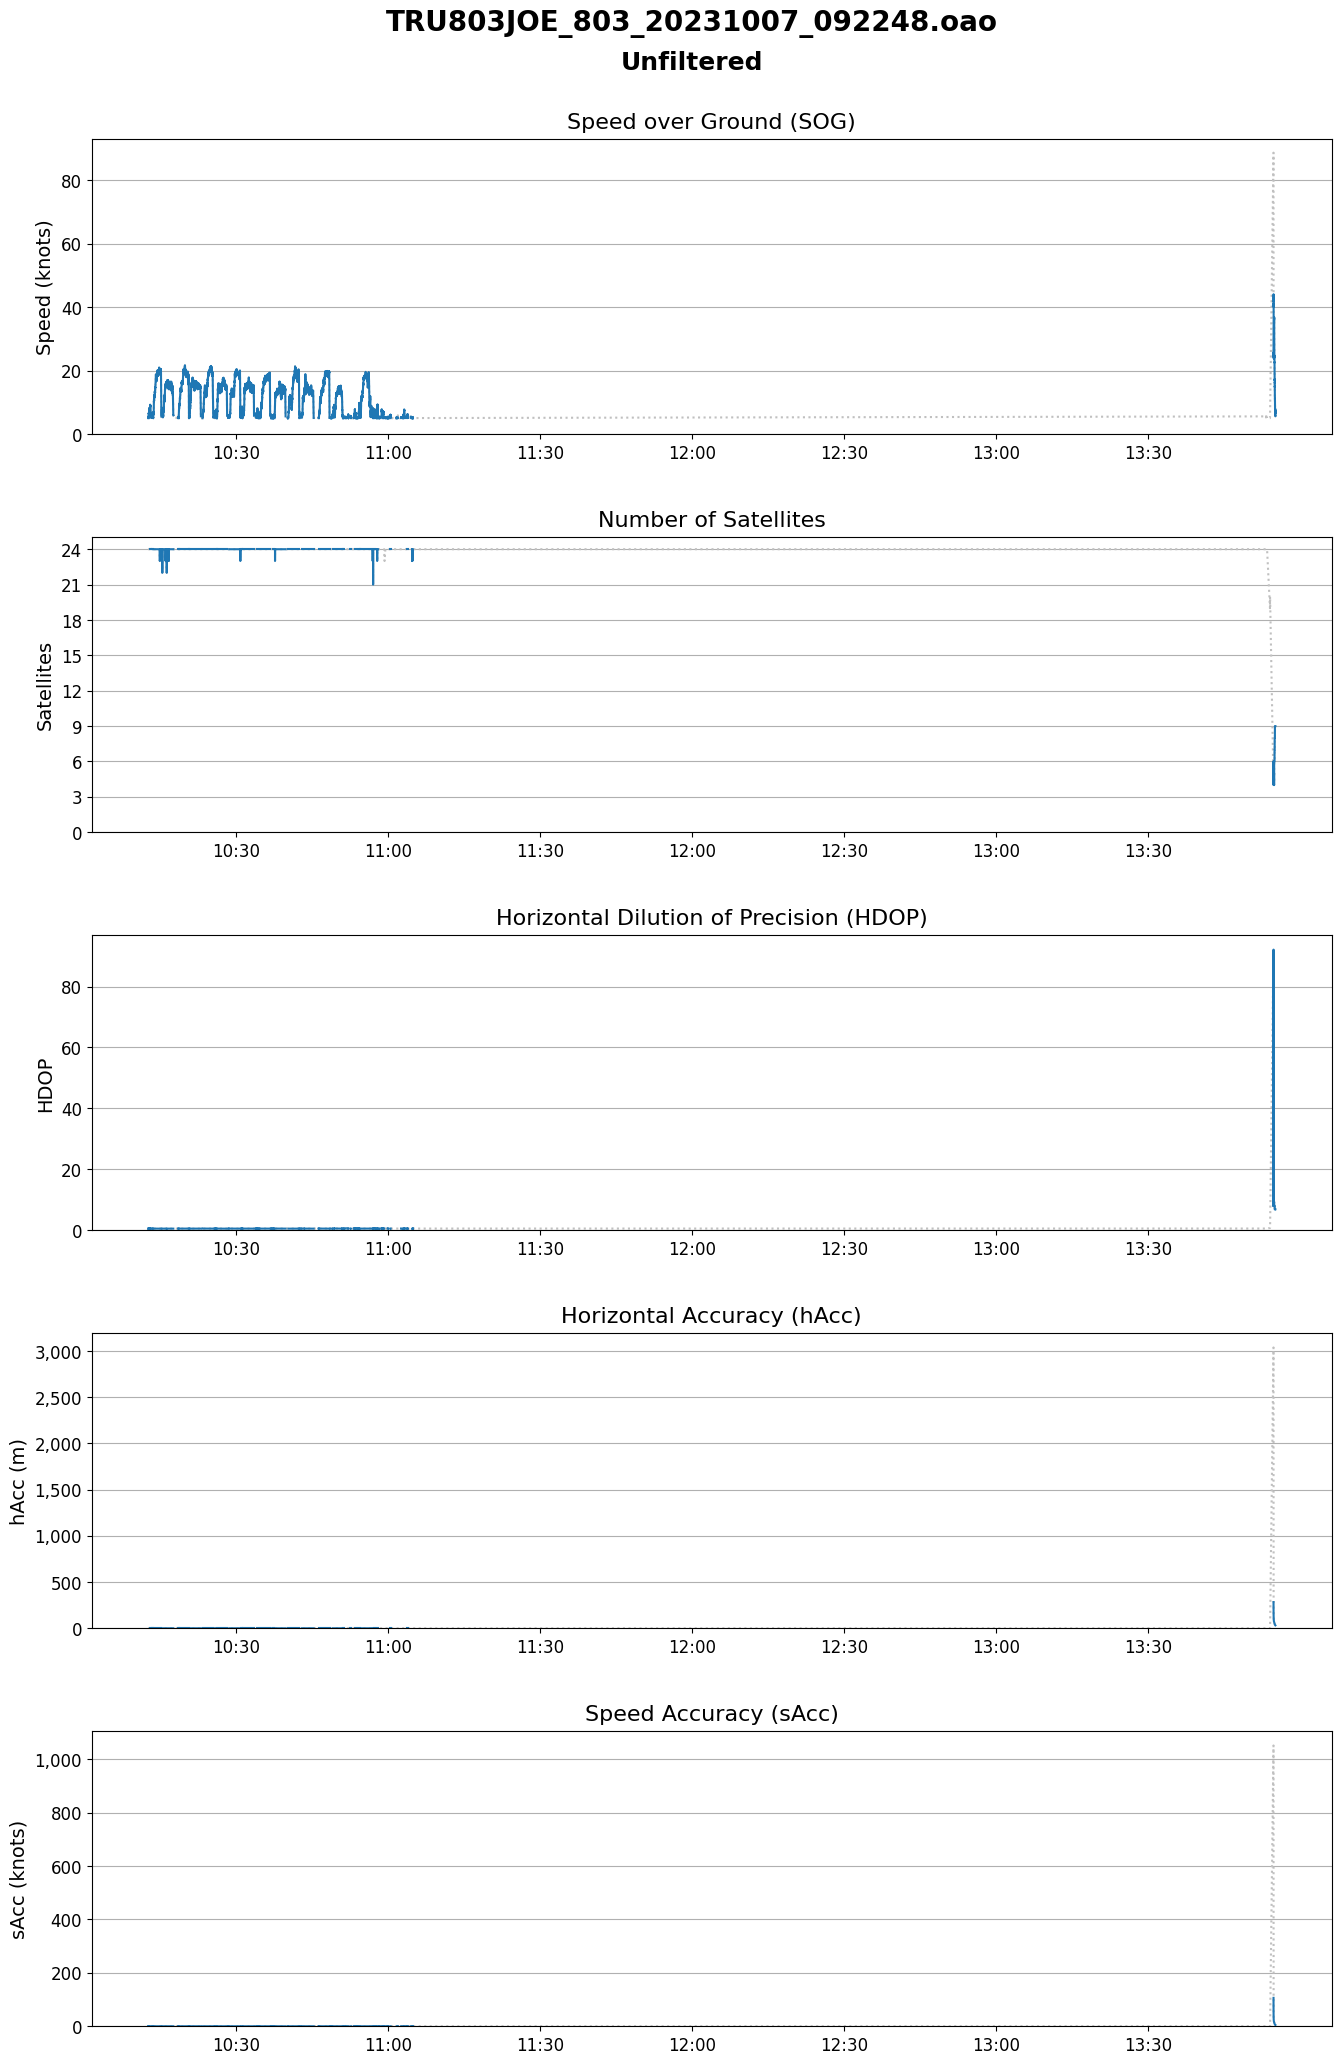 TRU803JOE_803_20231007_092248.oao
Unfiltered
Speed over Ground (SOG)
Speed (knots)
80
60
40
20
0
10:30 11:00 11:30 12:00 12:30 13:00 13:30
Number of Satellites
Satellites
24
21
18
15
12
9
6
3
0
10:30 11:00 11:30 12:00 12:30 13:00 13:30
Horizontal Dilution of Precision (HDOP)
HDOP
80
60
40
20
0
10:30 11:00 11:30 12:00 12:30 13:00 13:30
Horizontal Accuracy (hAcc)
hAcc (m)
3,000
2,500
2,000
1,500
1,000
500
0
10:30 11:00 11:30 12:00 12:30 13:00 13:30
Speed Accuracy (sAcc)
sAcc (knots)
1,000
800
600
400
200
0
10:30 11:00 11:30 12:00 12:30 13:00 13:30